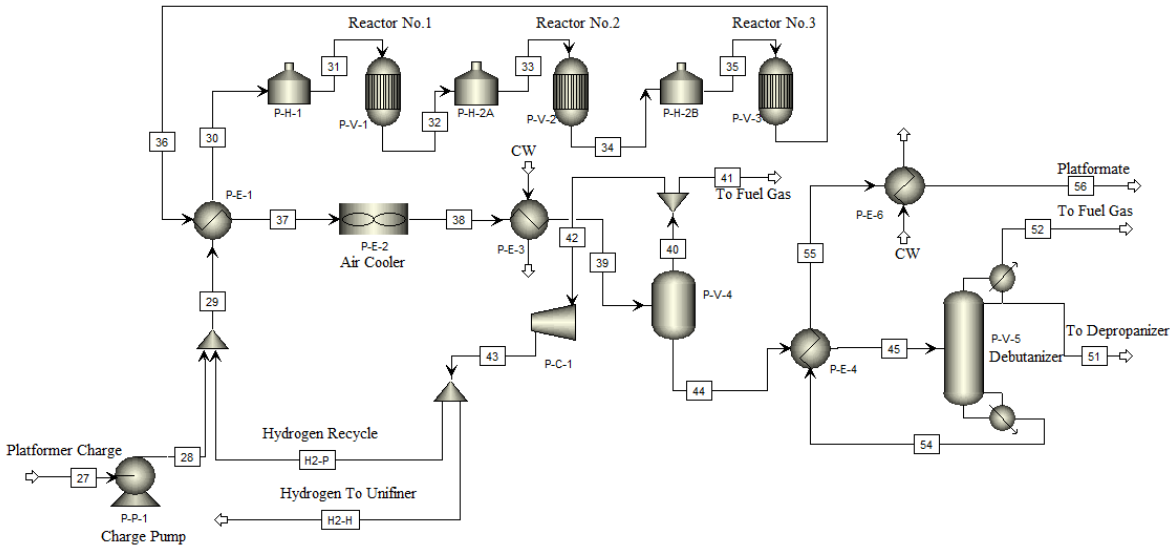 Reactor No.1
Reactor No.2
Reactor No.3
31
33
35
P-H-1
P-V-1
P-H-2A
P-V-2
P-H-2B
P-V-3
36
30
32
34
CW
41
To Fuel Gas
Platformate
56
P-E-1
37
P-E-2
Air Cooler
38
P-E-3
42
40
39
P-V-4
P-E-6
CW
To Fuel Gas
52
55
29
P-C-1
43
44
P-E-4
45
P-V-5
Debutanizer
To Depropanizer
51
54
Hydrogen Recycle
H2-P
Platformer Charge
27
28
P-P-1
Charge Pump
Hydrogen To Unifiner
H2-H